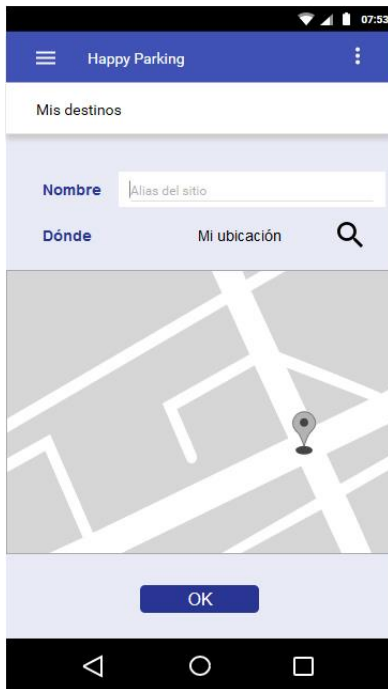 07:53
Happy Parking
Mis destinos
Nombre Alias del sitio
Dónde Mi ubicación
OK